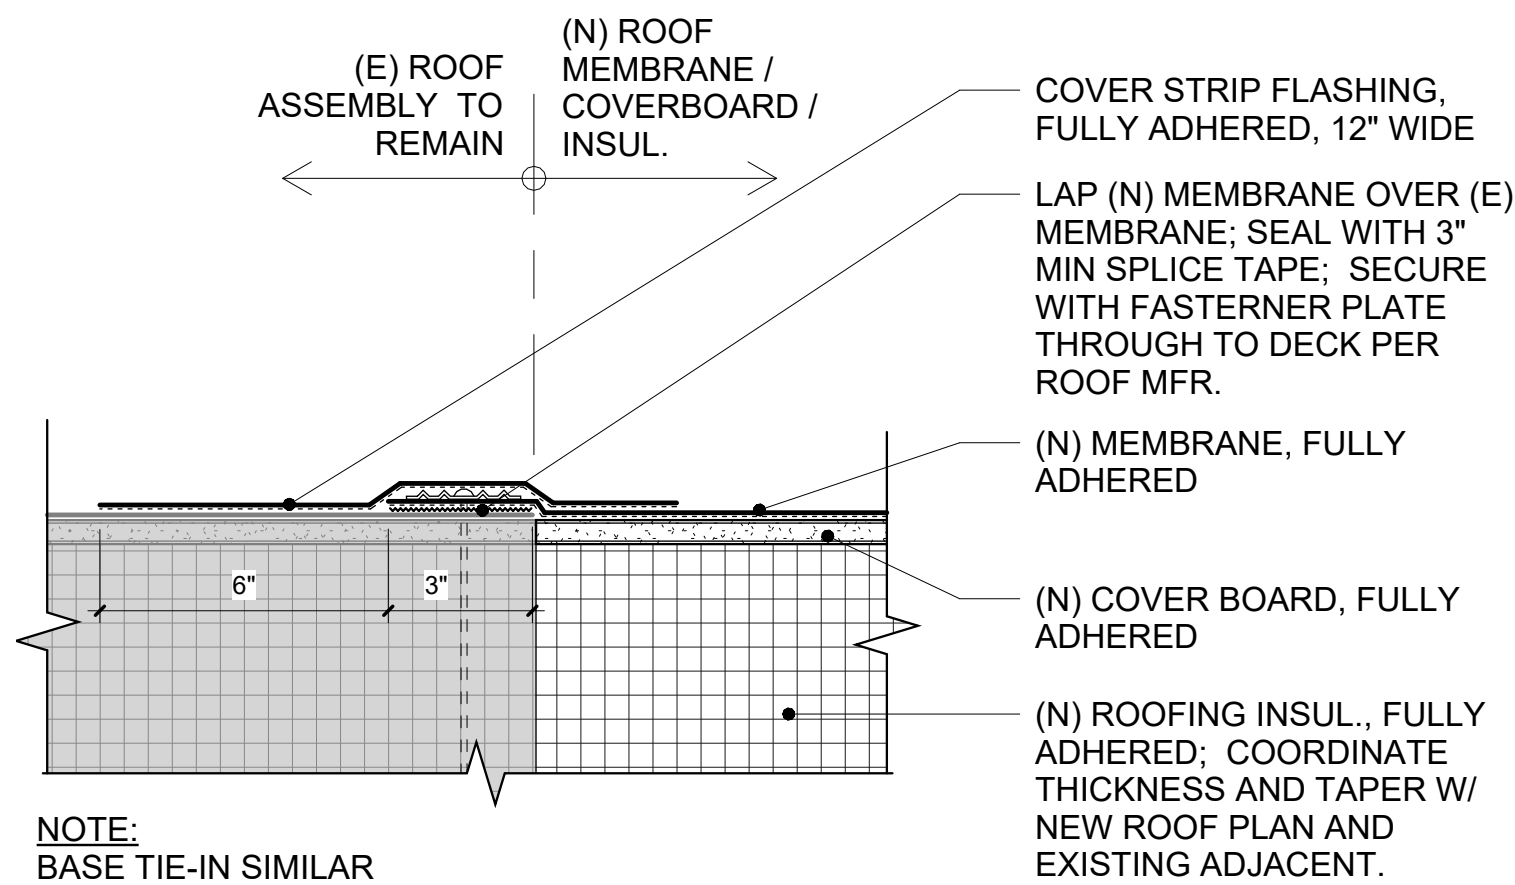 (E) ROOF
ASSEMBLY TO
REMAIN
(N) ROOF
MEMBRANE /
COVERBOARD /
INSUL.
COVER STRIP FLASHING,
FULLY ADHERED, 12" WIDE
LAP (N) MEMBRANE OVER (E)
MEMBRANE; SEAL WITH 3"
MIN SPLICE TAPE; SECURE
WITH FASTERNER PLATE
THROUGH TO DECK PER
ROOF MFR.
(N) MEMBRANE, FULLY
ADHERED
6"
3"
(N) COVER BOARD, FULLY
ADHERED
(N) ROOFING INSUL., FULLY
ADHERED; COORDINATE
THICKNESS AND TAPER W/
NEW ROOF PLAN AND
EXISTING ADJACENT.
NOTE:
BASE TIE-IN SIMILAR